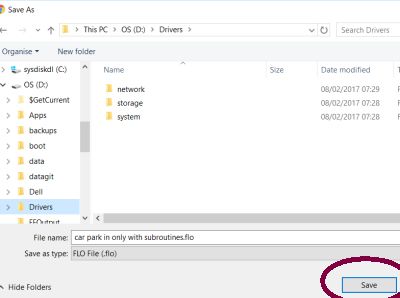 Save As
This PC > OS (D:) > Drivers >
Search Drivers
Organise New folder
sysdiskdl (C:)
OS (D:)
$GetCurrent
Apps
backups
boot
data
datagit
Dell
Drivers
FFOutput
Name Size Date modified
network 08/02/2017 07:29
storage 08/02/2017 07:28
system 08/02/2017 07:28
File name: car park in only with subroutines.flo
Save as type: FLO File (.flo)
Hide Folders
Save